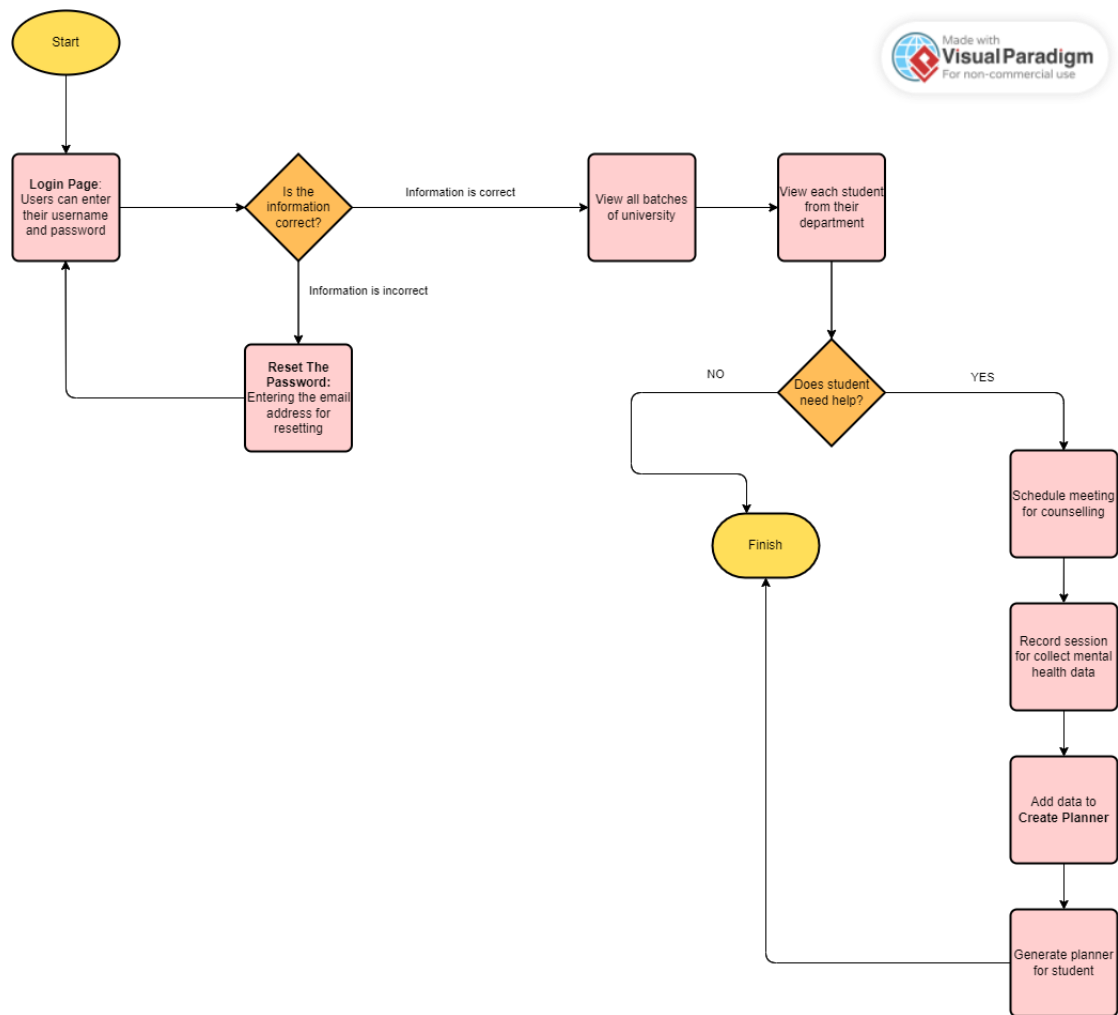 Start
Made with
Visual Paradigm
For non-commercial use
Login Page:
Users can enter
their username
and password
Is the
information
correct?
Information is correct
View all batches
of university
View each student
from their
department
Information is incorrect
Reset The
Password:
Entering the email
address for
resetting
NO
Does student
need help?
YES
Schedule meeting
for counselling
Finish
Record session
for collect mental
health data
Add data to
Create Planner
Generate planner
for student